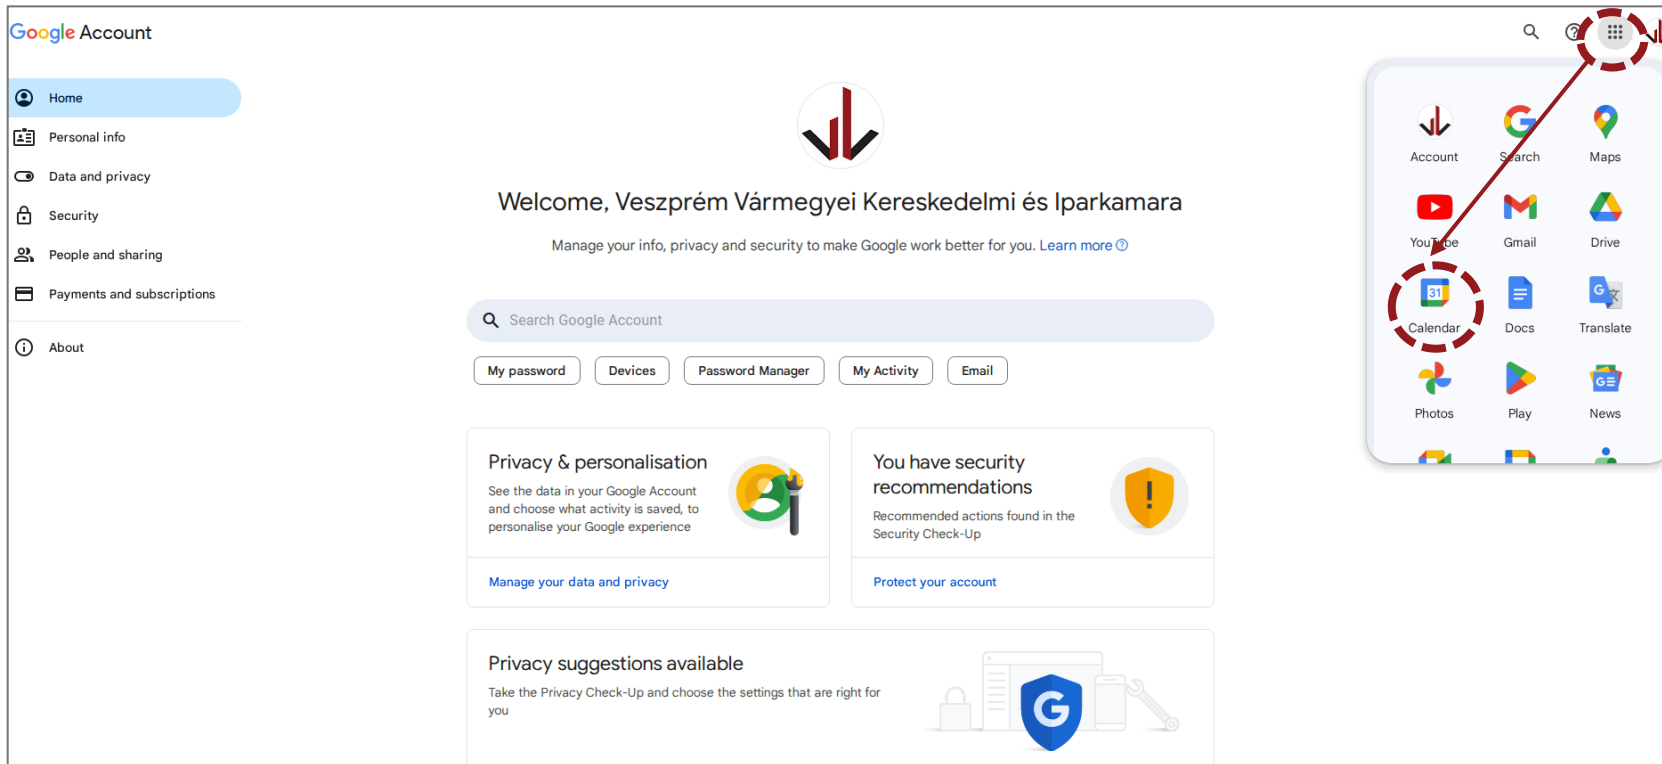 Google Account
Home
Personal info
Data and privacy
Security
People and sharing
Payments and subscriptions
About
Welcome, Veszprém Vármegyei Kereskedelmi és Iparkamara
Manage your info, privacy and security to make Google work better for you. Learn more
Search Google Account
My password
Devices
Password Manager
My Activity
Email
Privacy & personalisation
See the data in your Google Account
and choose what activity is saved, to
personalise your Google experience
Manage your data and privacy
You have security
recommendations
Recommended actions found in the
Security Check-Up
Protect your account
Privacy suggestions available
Take the Privacy Check-Up and choose the settings that are right for
you
G
Account
Search
Maps
YouTube
Gmail
Drive
31
Calendar
Docs
G
文
Translate
Photos
Play
GE
News